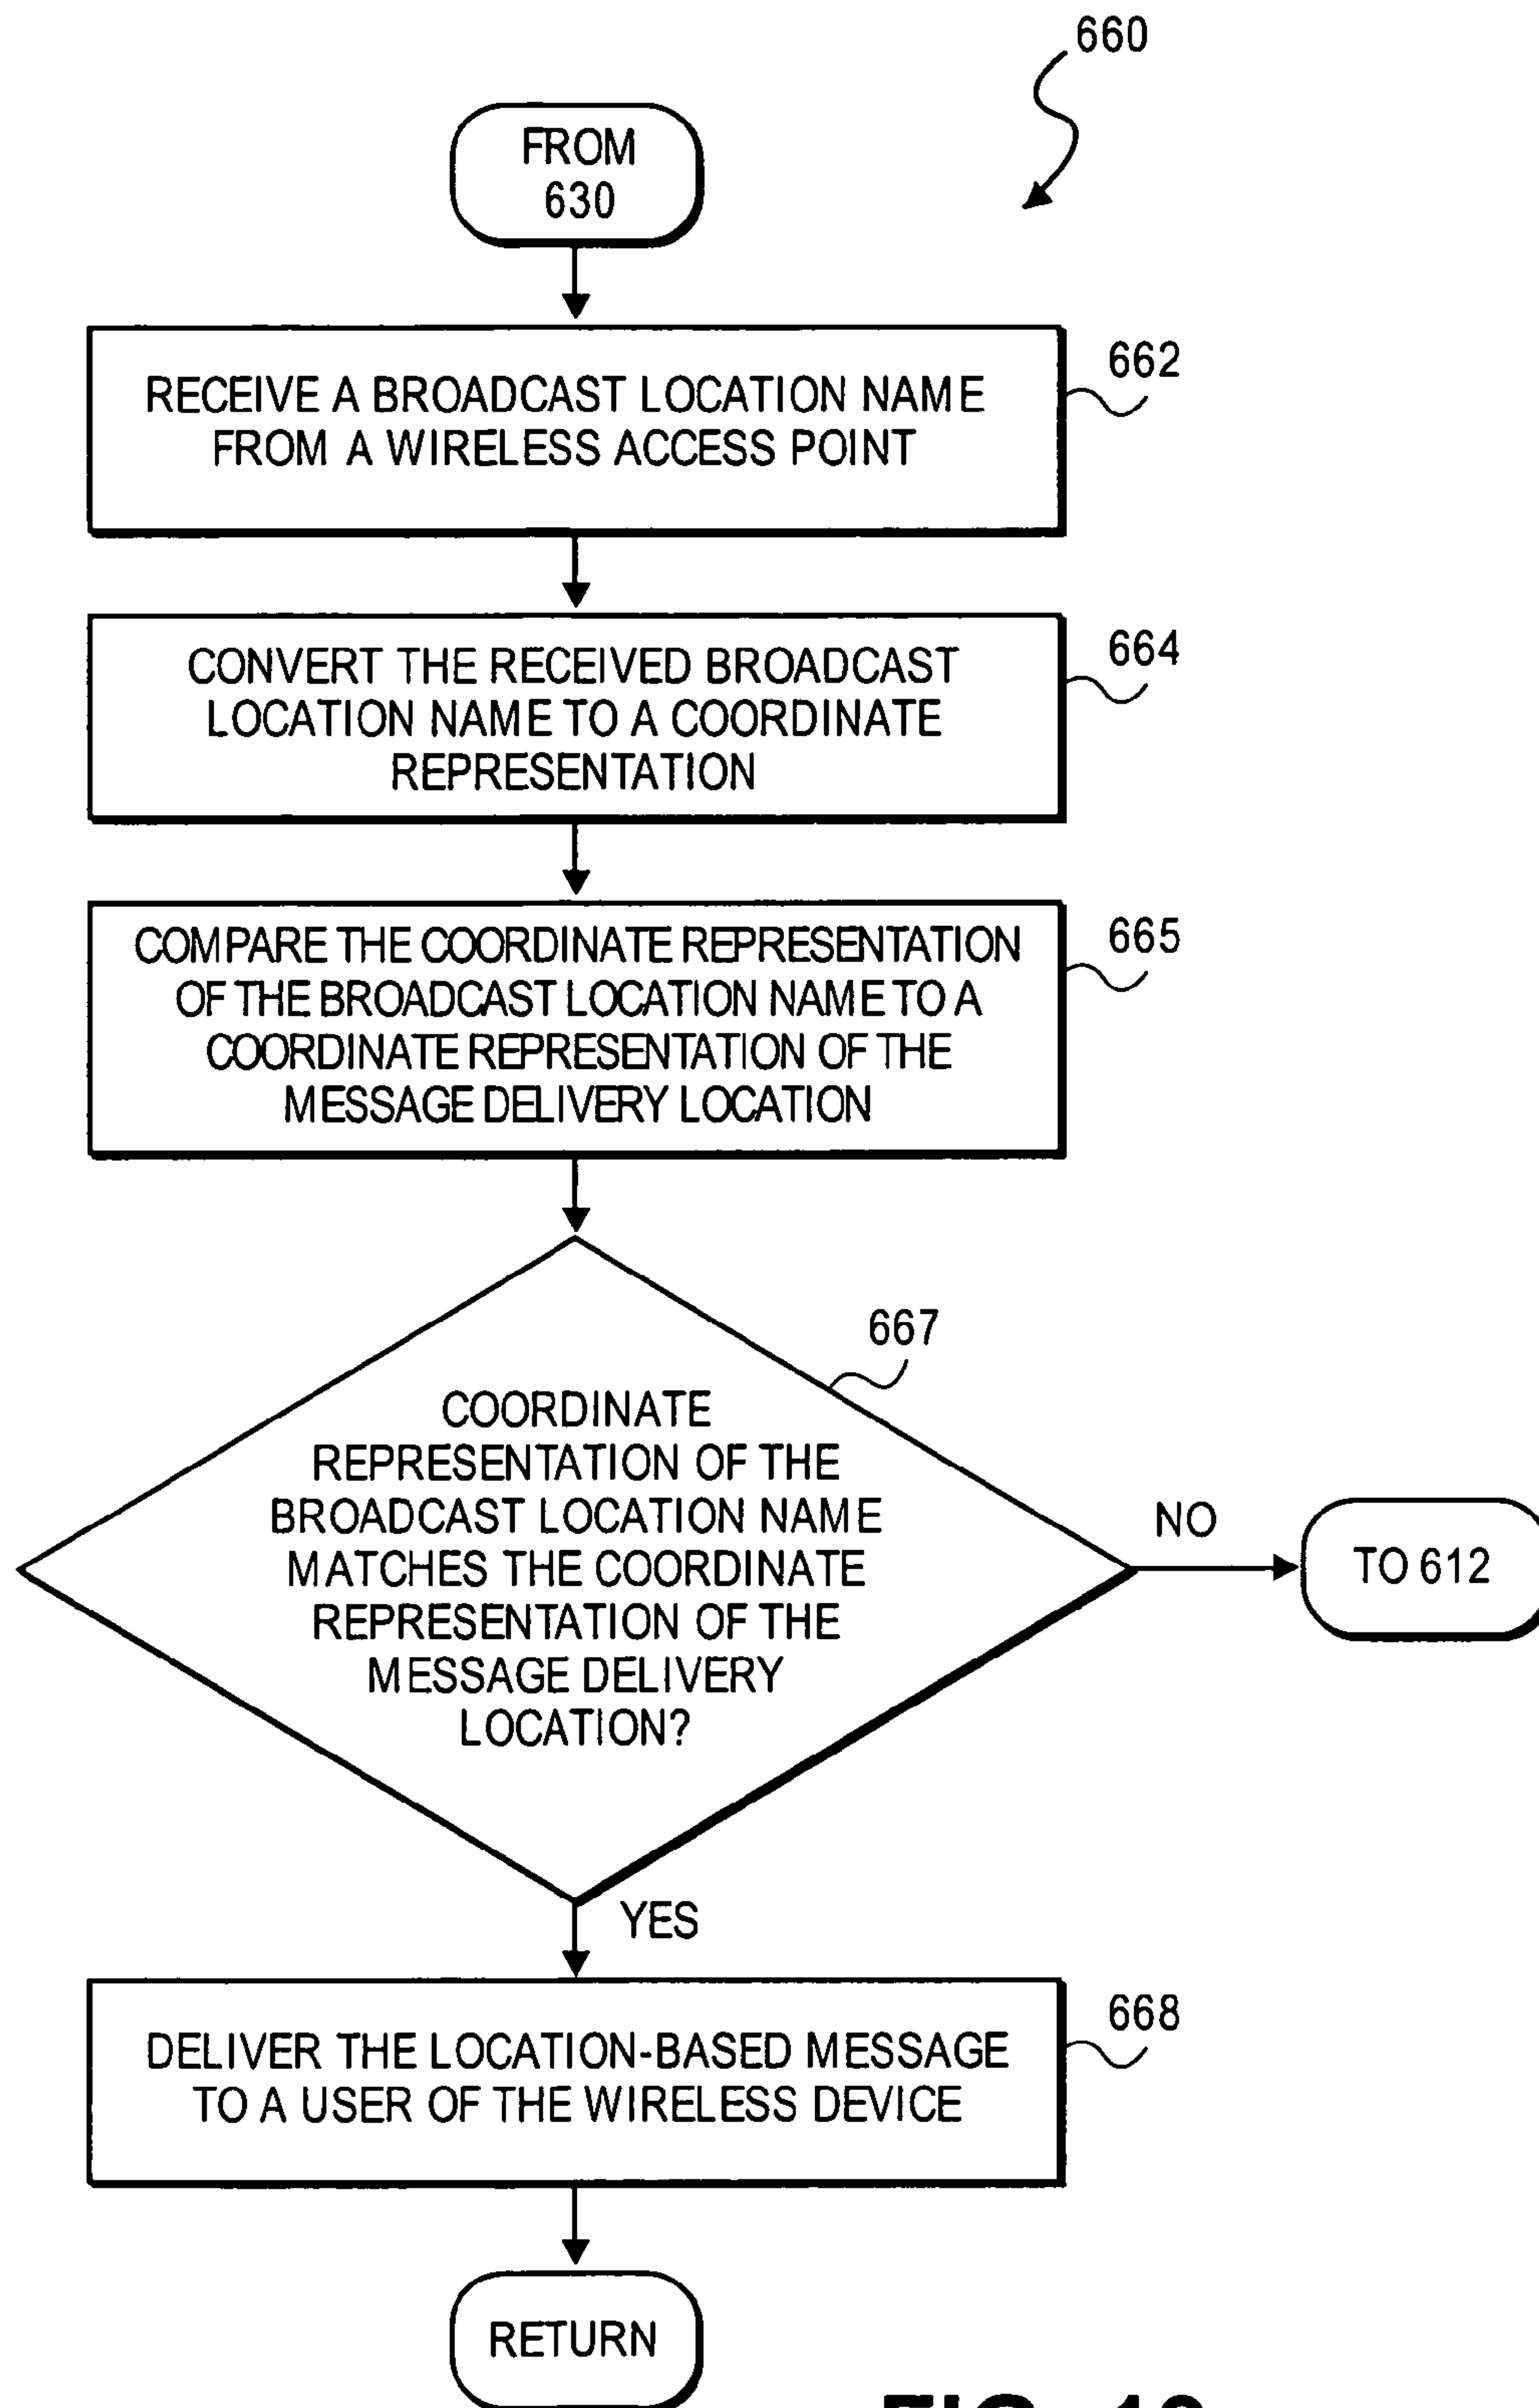 660
FROM
630
RECEIVE A BROADCAST LOCATION NAME
FROM A WIRELESS ACCESS POINT
662
CONVERT THE RECEIVED BROADCAST
LOCATION NAME TO A COORDINATE
REPRESENTATION
664
COMPARE THE COORDINATE REPRESENTATION
OF THE BROADCAST LOCATION NAME TO A
COORDINATE REPRESENTATION OF THE
MESSAGE DELIVERY LOCATION
665
667
COORDINATE
REPRESENTATION OF THE
BROADCAST LOCATION NAME
MATCHES THE COORDINATE
REPRESENTATION OF THE
MESSAGE DELIVERY
LOCATION?
NO
TO 612
YES
DELIVER THE LOCATION-BASED MESSAGE
TO A USER OF THE WIRELESS DEVICE
668
RETURN